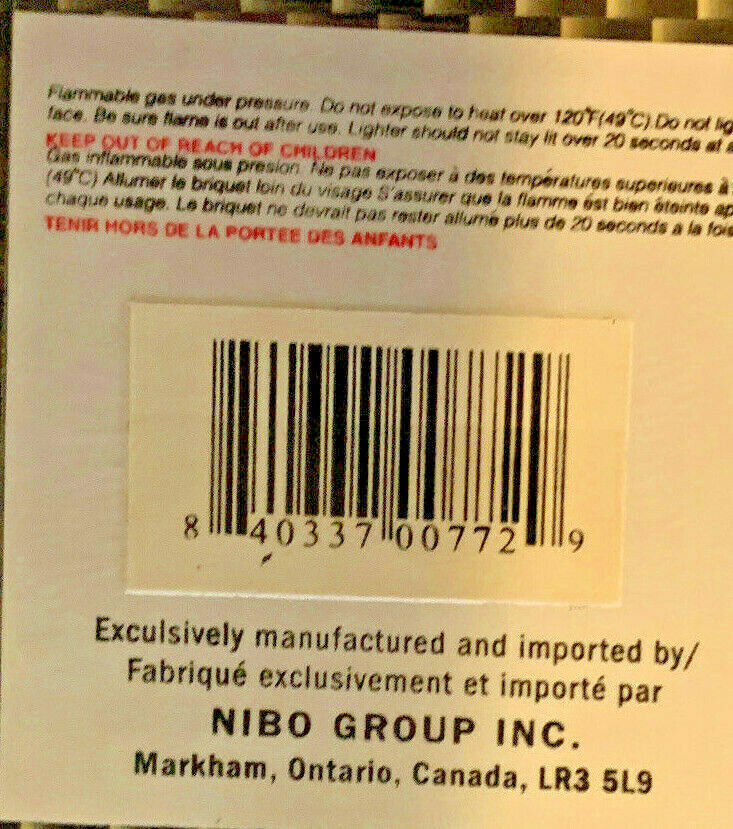 Flammable gas under pressure. Do not expose to heat over 120°F(49°C).Do not lig
face. Be sure flame is out after use. Lighter should not stay lit over 20 seconds at a
KEEP OUT OF REACH OF CHILDREN
Gas inflammable sous presion. Ne pas exposer à des températures superieures à
(49°C) Allumer le briquet loin du visage S'assurer que la flamme est bien éteinte ap
chaque usage. Le briquet ne devrait pas rester allume plus de 20 seconds a la fois
TENIR HORS DE LA PORTEE DES ANFANTS
8 40337 00772 9
Exculsively manufactured and imported by/
Fabriqué exclusivement et importé par
NIBO GROUP INC.
Markham, Ontario, Canada, LR3 5L9